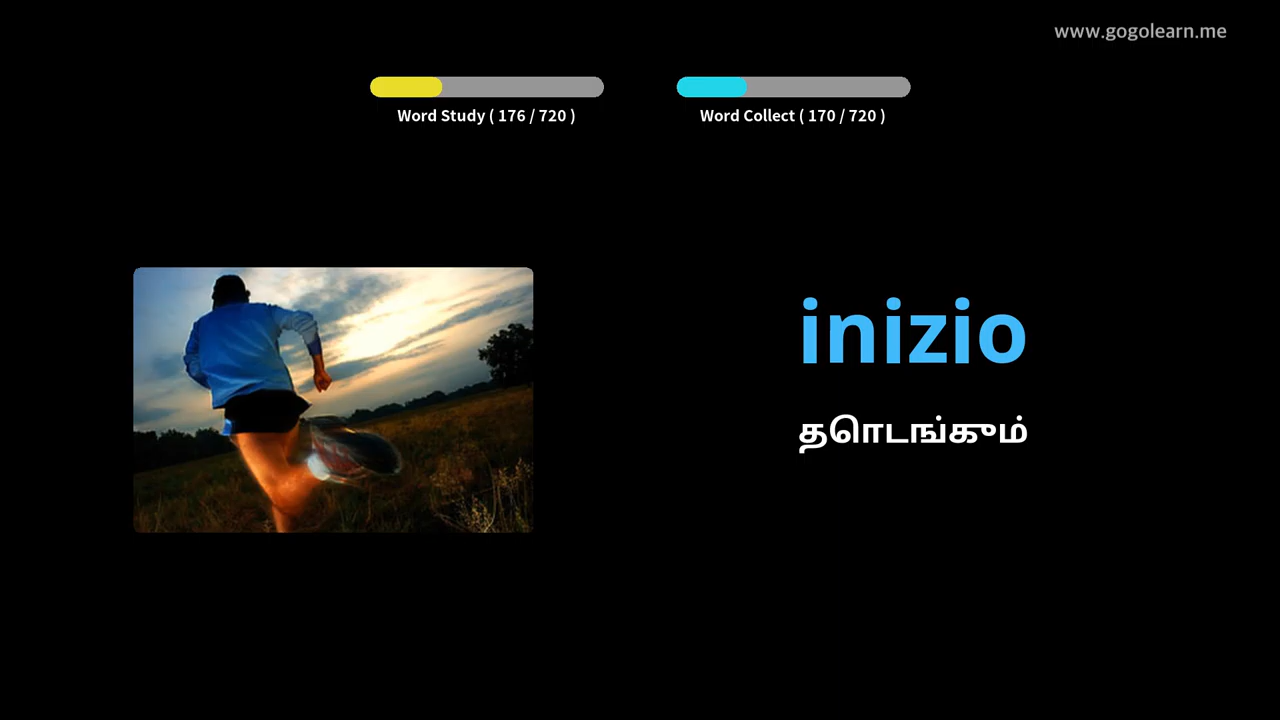 www.gogolearn.me
Word Study ( 176 / 720 )
Word Collect ( 170 / 720 )
inizio
தொடங்கும்